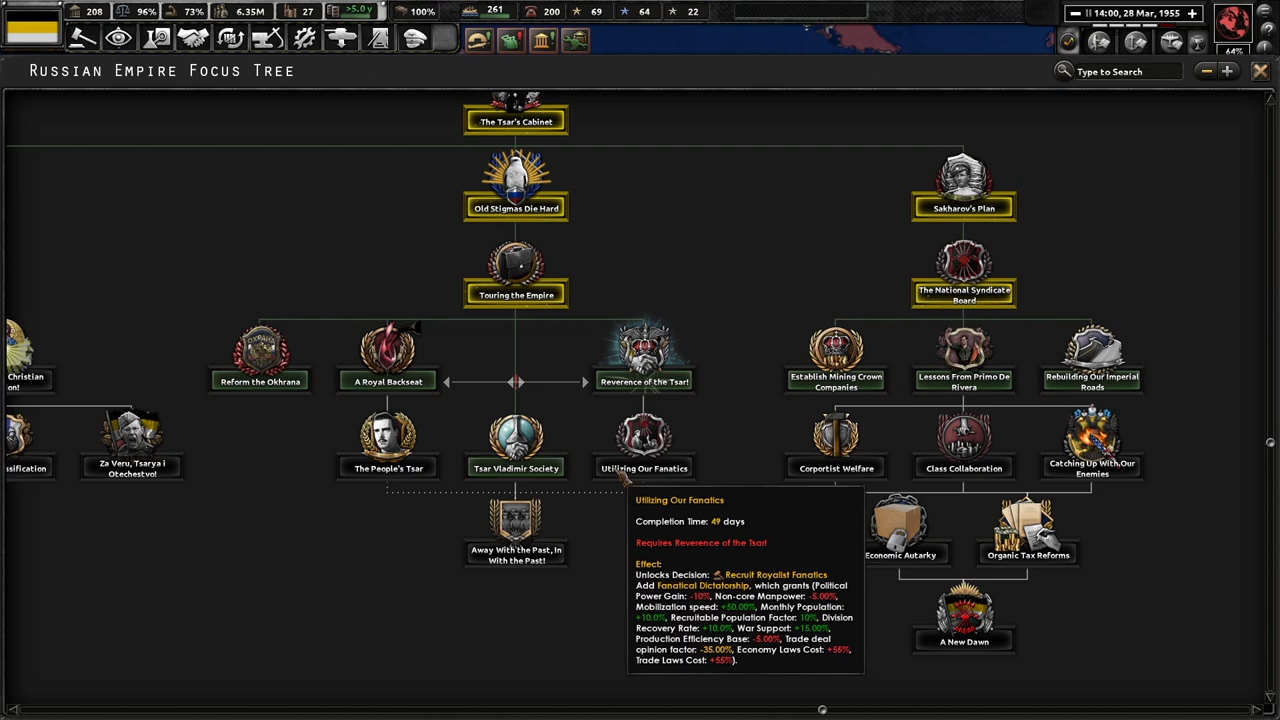 208 96% 73% 6.35M 27 >5.0 y 100% 261 200 69 64 22 14:00, 28 Mar, 1955
64%
Russian Empire Focus Tree
Type to Search
The Tsar's Cabinet
Old Stigmas Die Hard
Sakharov's Plan
Touring the Empire
The National Syndicate
Board
Christian
on!
Reform the Okhrana
A Royal Backseat
Reverence of the Tsar!
Establish Mining Crown
Companies
Lessons From Primo De
Rivera
Rebuilding Our Imperial
Roads
ssification
Za Veru, Tsarya i
Otechestvo!
The People's Tsar
Tsar Vladimir Society
Utilizing Our Fanatics
Corportist Welfare
Class Collaboration
Catching Up With Our
Enemies
Away With the Past, In
With the Past!
Economic Autarky
Organic Tax Reforms
A New Dawn
Utilizing Our Fanatics
Completion Time: 49 days
Requires Reverence of the Tsar!
Effect:
Unlocks Decision: Recruit Royalist Fanatics
Add Fanatical Dictatorship, which grants (Political
Power Gain: -10%, Non-core Manpower: -5.00%,
Mobilization speed: +50.00%, Monthly Population:
+10.0%, Recruitable Population Factor: 10%, Division
Recovery Rate: +10.0%, War Support: +15.00%,
Production Efficiency Base: -5.00%, Trade deal
opinion factor: -35.00%, Economy Laws Cost: +55%,
Trade Laws Cost: +55%).